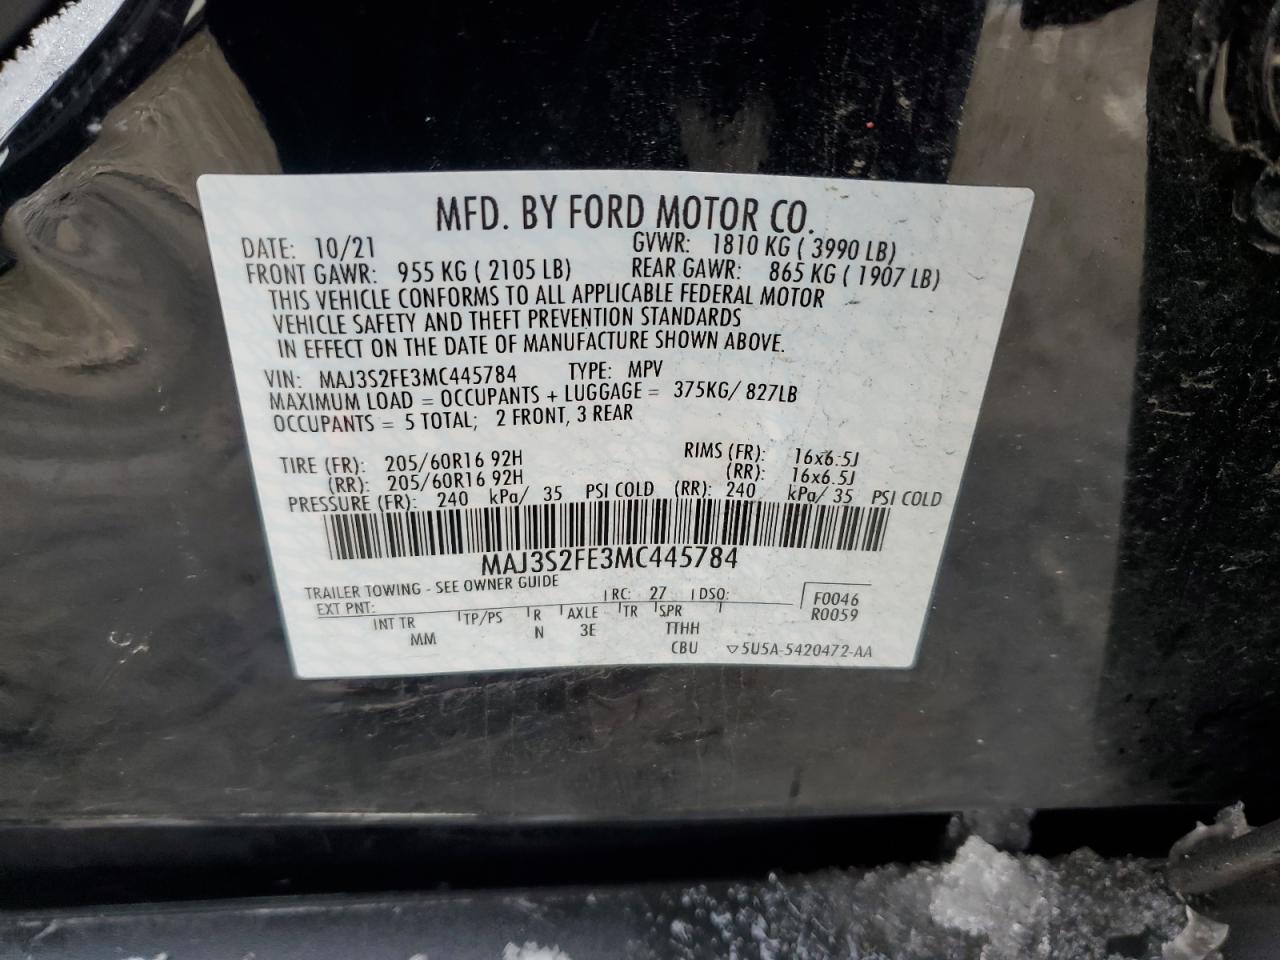 MFD. BY FORD MOTOR CO.
DATE: 10/21 GVWR: 1810 KG ( 3990 LB)
FRONT GAWR: 955 KG ( 2105 LB) REAR GAWR: 865 KG ( 1907 LB)
THIS VEHICLE CONFORMS TO ALL APPLICABLE FEDERAL MOTOR
VEHICLE SAFETY AND THEFT PREVENTION STANDARDS
IN EFFECT ON THE DATE OF MANUFACTURE SHOWN ABOVE.
VIN: MAJ3S2FE3MC445784 TYPE: MPV
MAXIMUM LOAD = OCCUPANTS + LUGGAGE = 375KG/ 827LB
OCCUPANTS = 5 TOTAL; 2 FRONT, 3 REAR
TIRE (FR): 205/60R16 92H RIMS (FR): 16x6.5J
(RR): 205/60R16 92H (RR): 16x6.5J
PRESSURE (FR): 240 kPa/ 35 PSI COLD (RR): 240 kPa/ 35 PSI COLD
MAJ3S2FE3MC445784
TRAILER TOWING - SEE OWNER GUIDE
EXT PNT: RC: 27 DSO: F0046
INT TR TP/PS R AXLE TR SPR R0059
MM N 3E TTHH
CBU ▽5U5A-5420472-AA